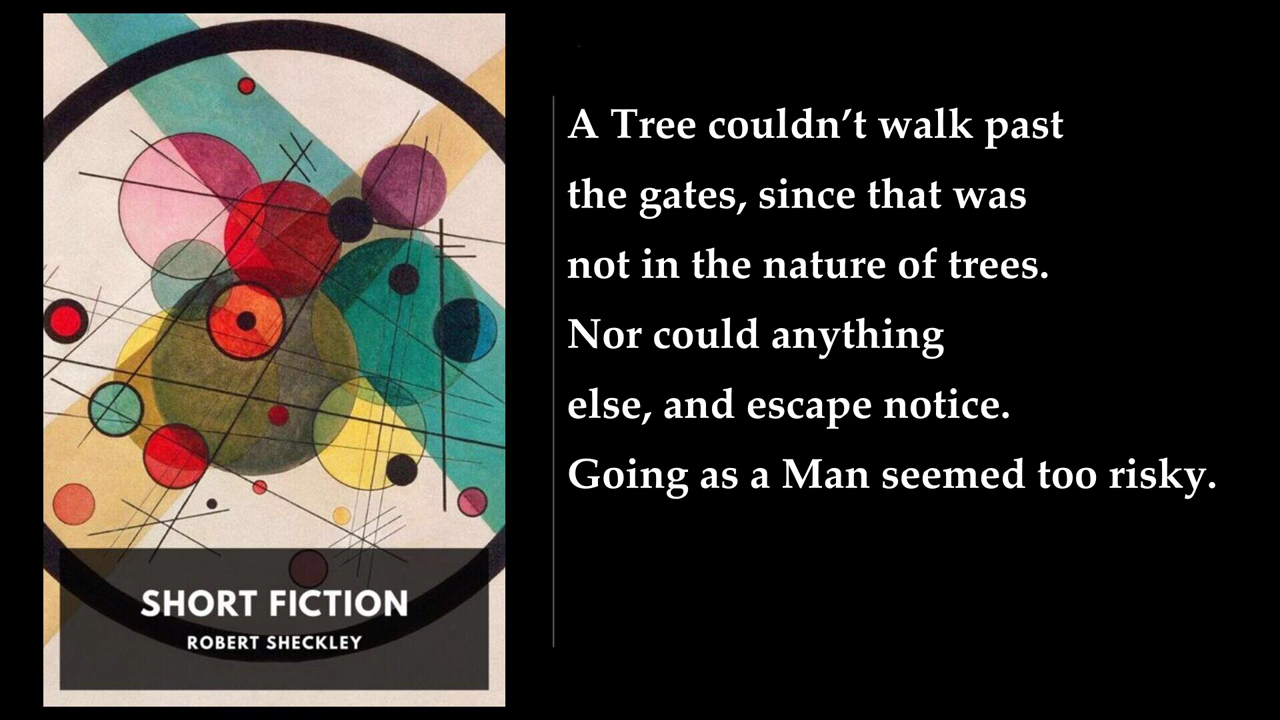 SHORT FICTION
ROBERT SHECKLEY
A Tree couldn’t walk past
the gates, since that was
not in the nature of trees.
Nor could anything
else, and escape notice.
Going as a Man seemed too risky.